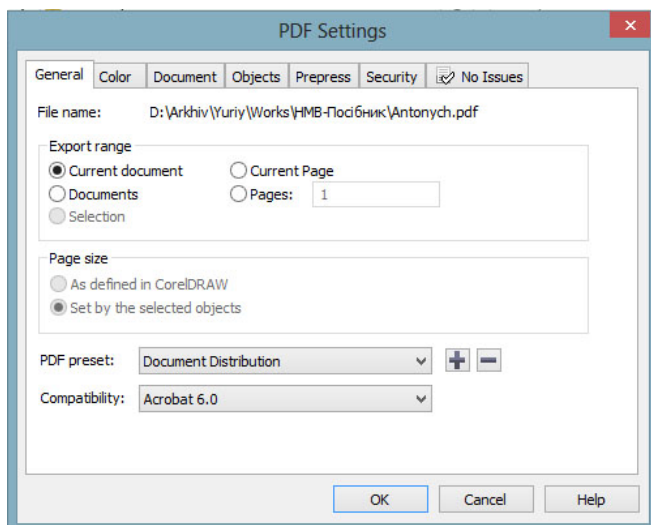 PDF Settings
General Color Document Objects Prepress Security No Issues
File name: D:\Arkhiv\Yuriy\Works\НМВ-Посібник\Antonych.pdf
Export range
Current document Current Page
Documents Pages: 1
Selection
Page size
As defined in CorelDRAW
Set by the selected objects
PDF preset: Document Distribution
Compatibility: Acrobat 6.0
OK Cancel Help